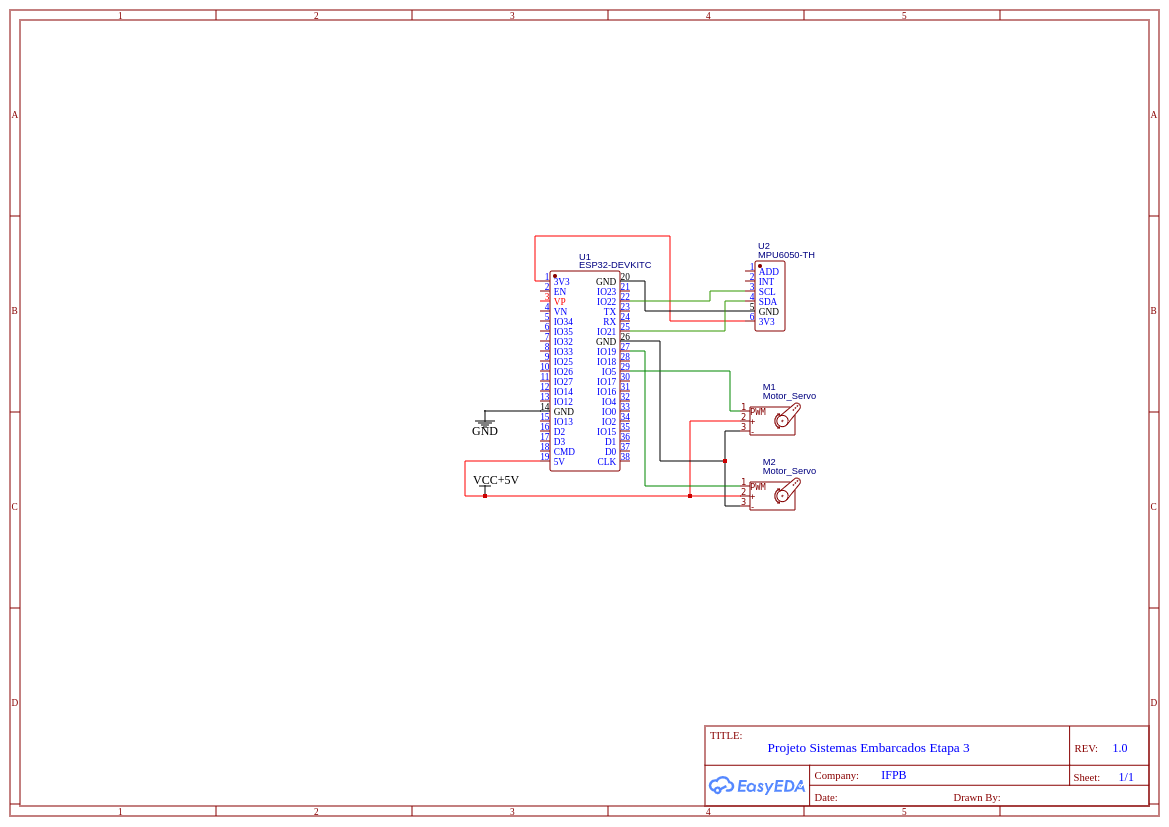 1 2 3 4 5
A A
B B
C C
D D
U1
ESP32-DEVKITC
1 3V3
2 EN
3 VP
4 VN
5 IO34
6 IO35
7 IO32
8 IO33
9 IO25
10 IO26
11 IO27
12 IO14
13 IO12
14 GND
15 IO13
16 D2
17 D3
18 CMD
19 5V
GND 20
IO23 21
IO22 22
TX 23
RX 24
IO21 25
GND 26
IO19 27
IO18 28
IO5 29
IO17 30
IO16 31
IO4 32
IO0 33
IO2 34
IO15 35
D1 36
D0 37
CLK 38
GND
VCC+5V
U2
MPU6050-TH
1 ADD
2 INT
3 SCL
4 SDA
5 GND
6 3V3
M1
Motor_Servo
1 PWM
2 +
3 -
M2
Motor_Servo
1 PWM
2 +
3 -
TITLE:
Projeto Sistemas Embarcados Etapa 3
REV: 1.0
EasyEDA
Company: IFPB
Sheet: 1/1
Date: Drawn By:
1 2 3 4 5